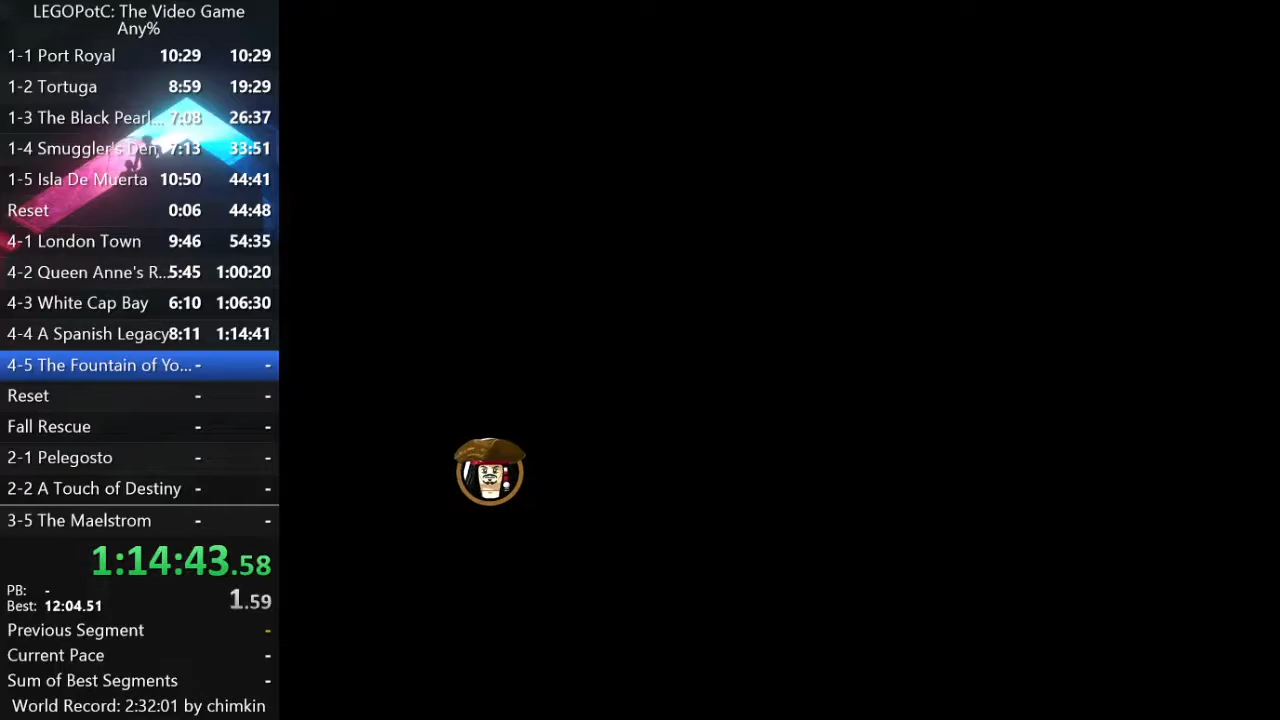 LEGOPotC: The Video Game
Any%
1-1 Port Royal 10:29 10:29
1-2 Tortuga 8:59 19:29
1-3 The Black Pearl... 7:08 26:37
1-4 Smuggler's Den, 7:13 33:51
1-5 Isla De Muerta 10:50 44:41
Reset 0:06 44:48
4-1 London Town 9:46 54:35
4-2 Queen Anne's R... 5:45 1:00:20
4-3 White Cap Bay 6:10 1:06:30
4-4 A Spanish Legacy 8:11 1:14:41
4-5 The Fountain of Yo... - -
Reset - -
Fall Rescue - -
2-1 Pelegosto - -
2-2 A Touch of Destiny - -
3-5 The Maelstrom - -
1:14:43.58
PB: - 1.59
Best: 12:04.51
Previous Segment -
Current Pace -
Sum of Best Segments -
World Record: 2:32:01 by chimkin